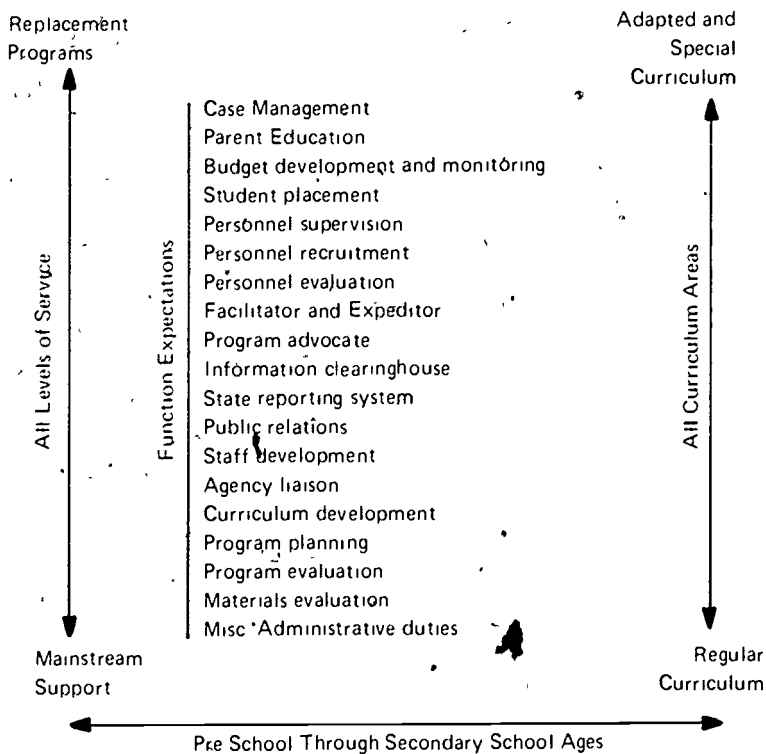 Replacement
Programs
Adapted and
Special
Curriculum
All Levels of Service
Function Expectations
Case Management
Parent Education
Budget development and monitoring
Student placement
Personnel supervision
Personnel recruitment
Personnel evaluation
Facilitator and Expeditor
Program advocate
Information clearinghouse
State reporting system
Public relations
Staff development
Agency liaison
Curriculum development
Program planning
Program evaluation
Materials evaluation
Misc Administrative duties
All Curriculum Areas
Mainstream
Support
Regular
Curriculum
Pre School Through Secondary School Ages